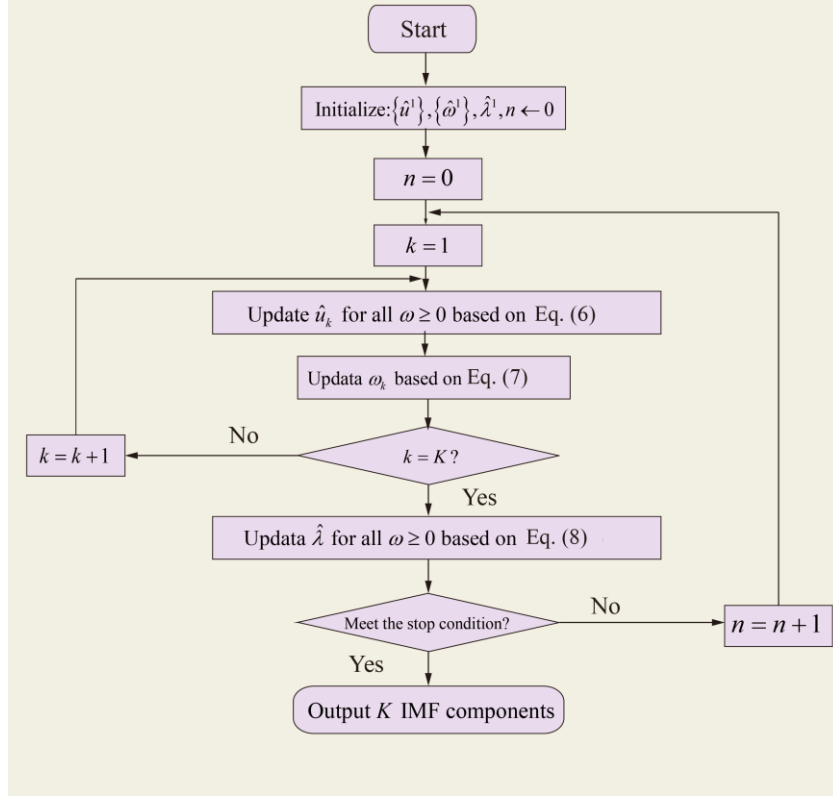 Start
Initialize:{û¹},{ω̂¹},λ̂¹,n←0
n = 0
k = 1
Update ûₖ for all ω ≥ 0 based on Eq. (6)
Updata ωₖ based on Eq. (7)
No
k = k+1
k = K?
Yes
Updata λ̂ for all ω ≥ 0 based on Eq. (8)
Meet the stop condition?
No
n = n+1
Yes
Output K IMF components